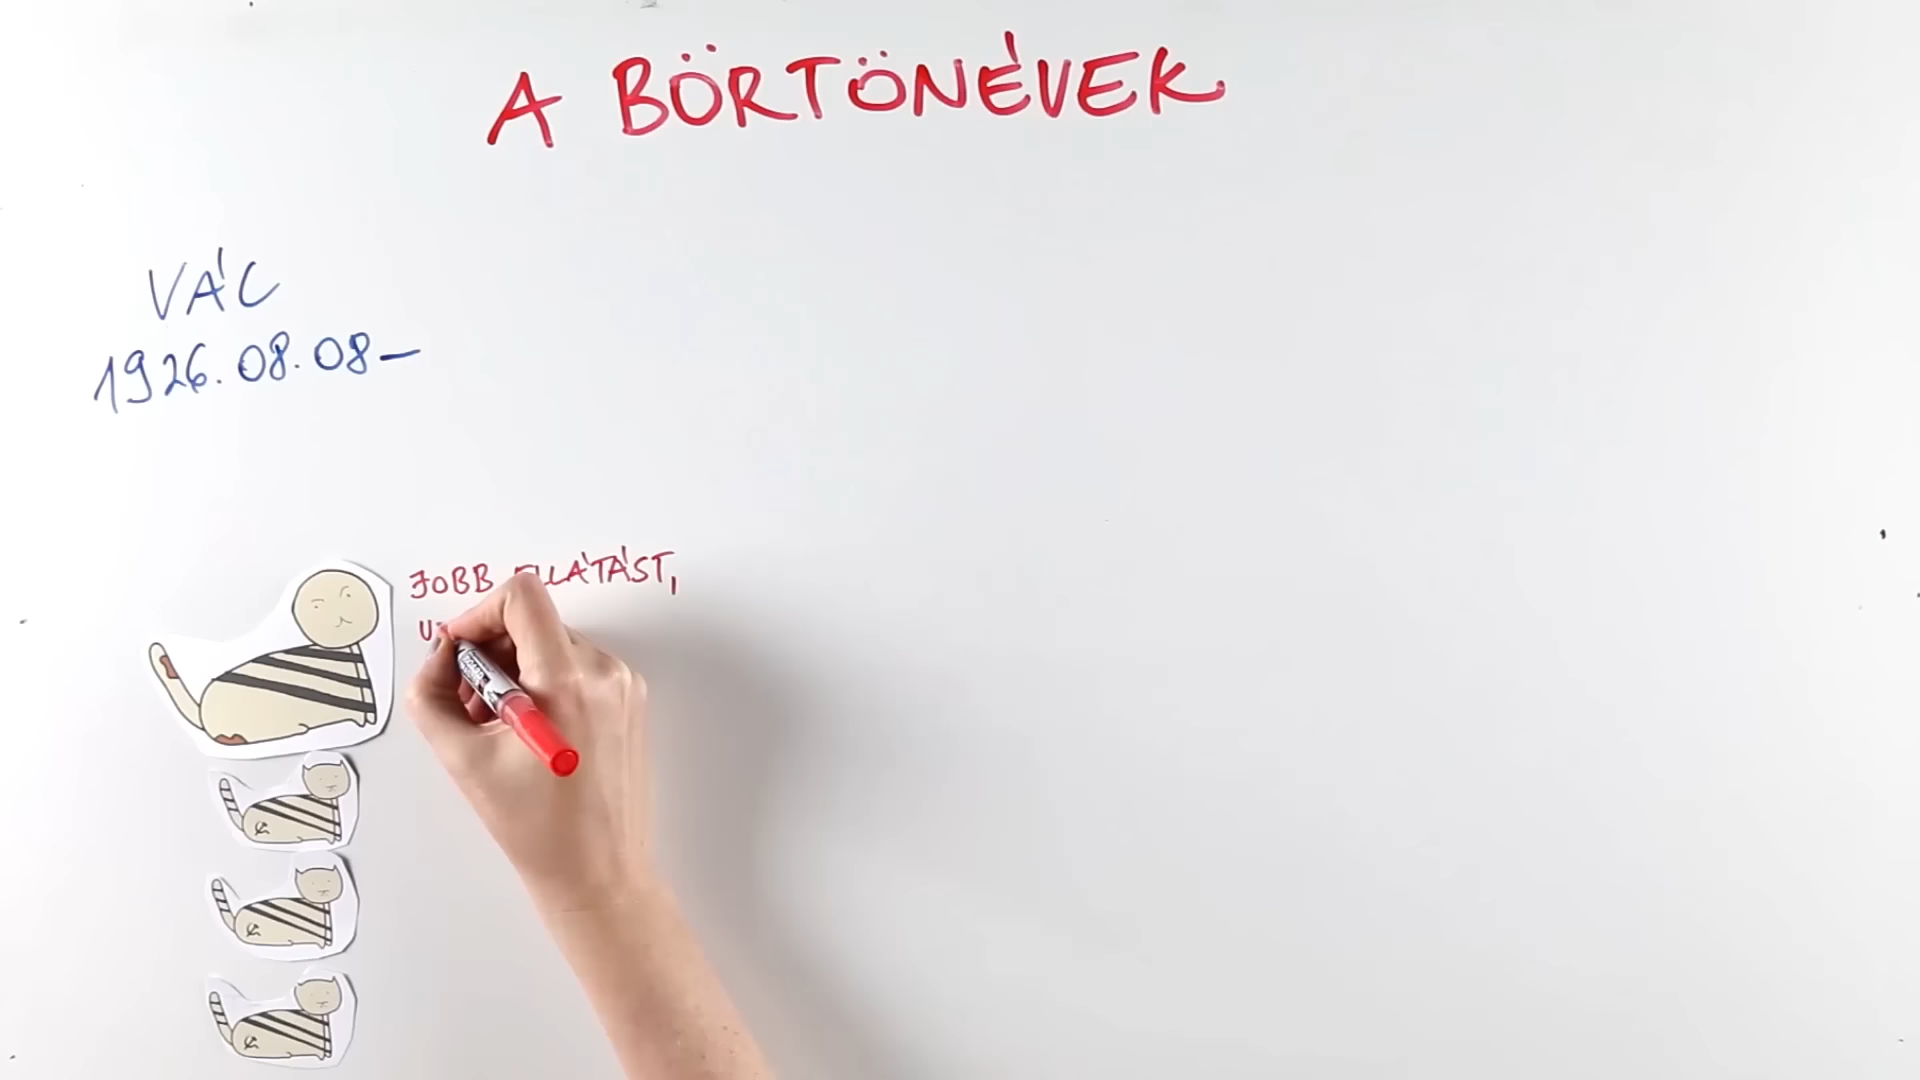 A BÖRTÖNÉVEK
VÁC
1926.08.08–
JOBB ELLÁTÁST,